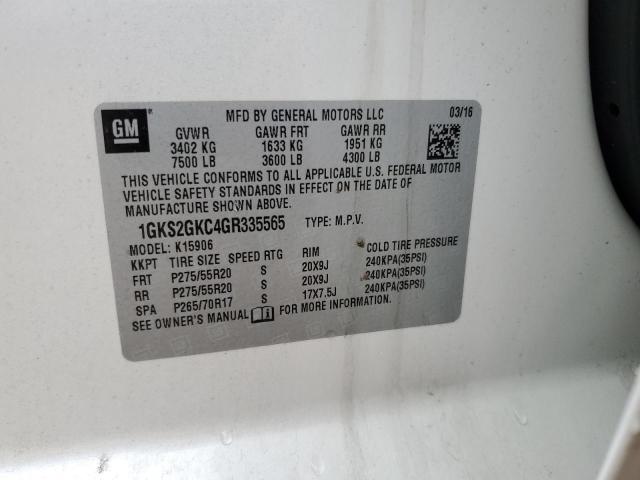 GM
MFD BY GENERAL MOTORS LLC 03/16
GVWR GAWR FRT GAWR RR
3402 KG 1633 KG 1951 KG
7500 LB 3600 LB 4300 LB
THIS VEHICLE CONFORMS TO ALL APPLICABLE U.S. FEDERAL MOTOR
VEHICLE SAFETY STANDARDS IN EFFECT ON THE DATE OF
MANUFACTURE SHOWN ABOVE.
1GKS2GKC4GR335565 TYPE: M.P.V.
MODEL: K15906
KKPT TIRE SIZE SPEED RTG RIM COLD TIRE PRESSURE
FRT P275/55R20 S 20X9J 240KPA(35PSI)
RR P275/55R20 S 20X9J 240KPA(35PSI)
SPA P265/70R17 S 17X7.5J 240KPA(35PSI)
SEE OWNER'S MANUAL FOR MORE INFORMATION.